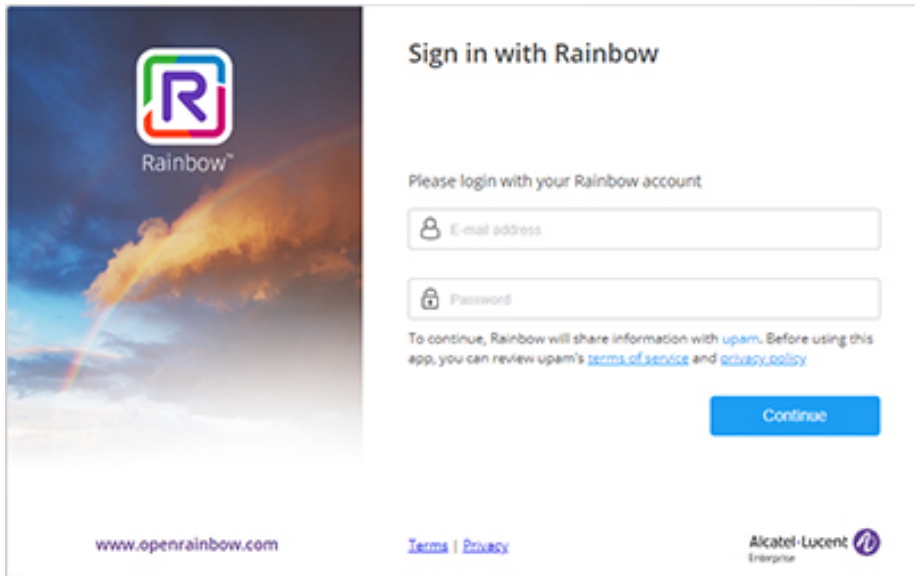 R
Rainbow™
www.openrainbow.com
Sign in with Rainbow
Please login with your Rainbow account
E-mail address
Password
To continue, Rainbow will share information with upam. Before using this
app, you can review upam's terms of service and privacy policy
Continue
Terms | Privacy
Alcatel·Lucent
Enterprise